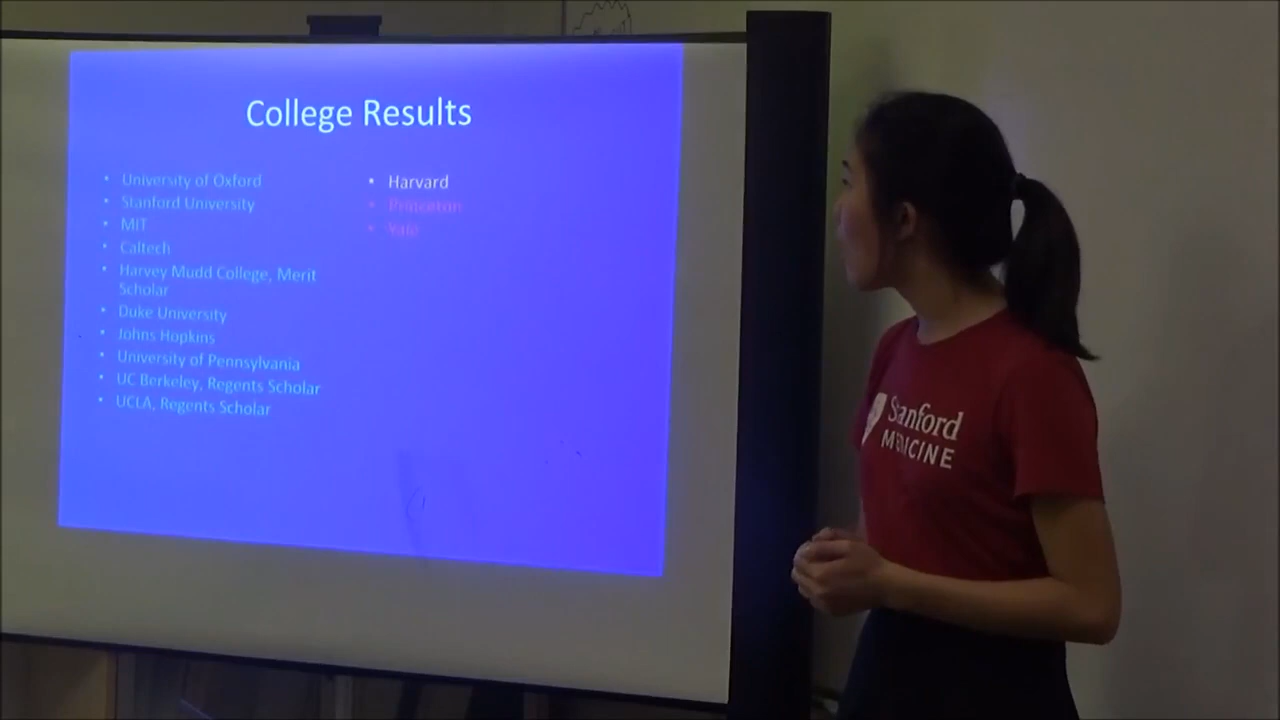 College Results
• University of Oxford
• Stanford University
• MIT
• Caltech
• Harvey Mudd College, Merit
Scholar
• Duke University
• Johns Hopkins
• University of Pennsylvania
• UC Berkeley, Regents Scholar
• UCLA, Regents Scholar
• Harvard
• Princeton
• Yale
Stanford
MEDICINE